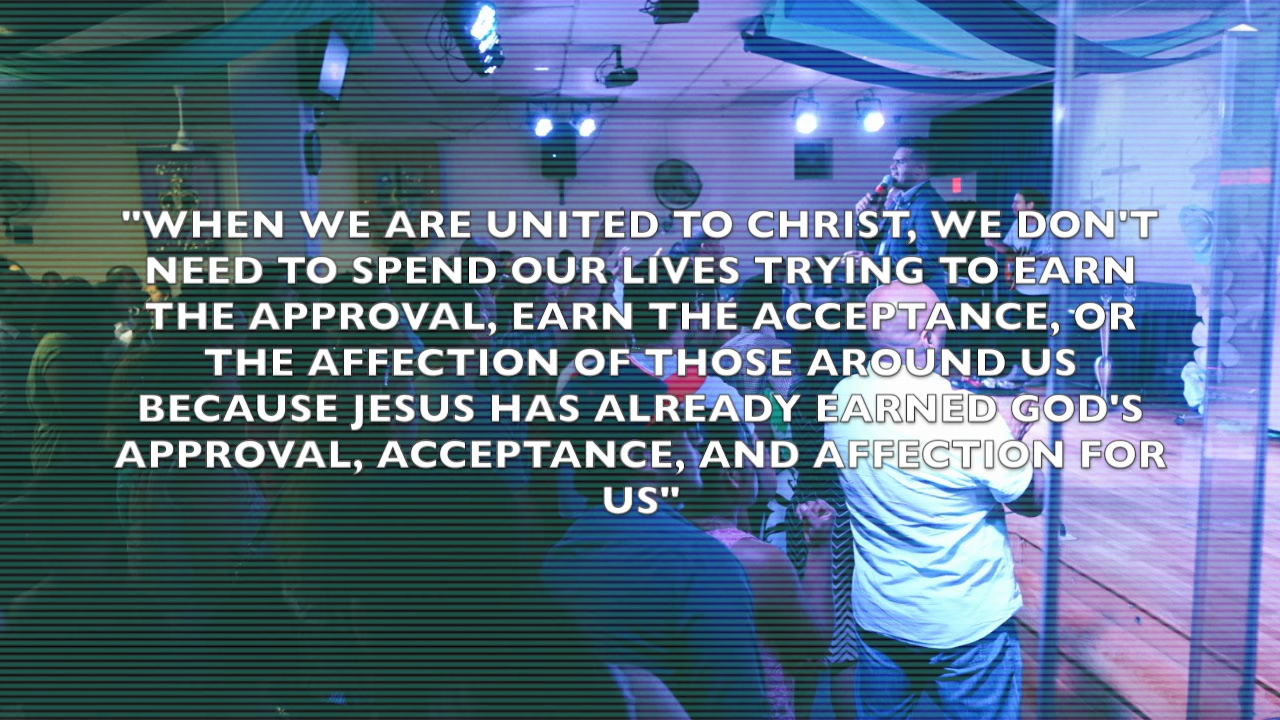 "WHEN WE ARE UNITED TO CHRIST, WE DON'T
NEED TO SPEND OUR LIVES TRYING TO EARN
THE APPROVAL, EARN THE ACCEPTANCE, OR
THE AFFECTION OF THOSE AROUND US
BECAUSE JESUS HAS ALREADY EARNED GOD'S
APPROVAL, ACCEPTANCE, AND AFFECTION FOR
US"